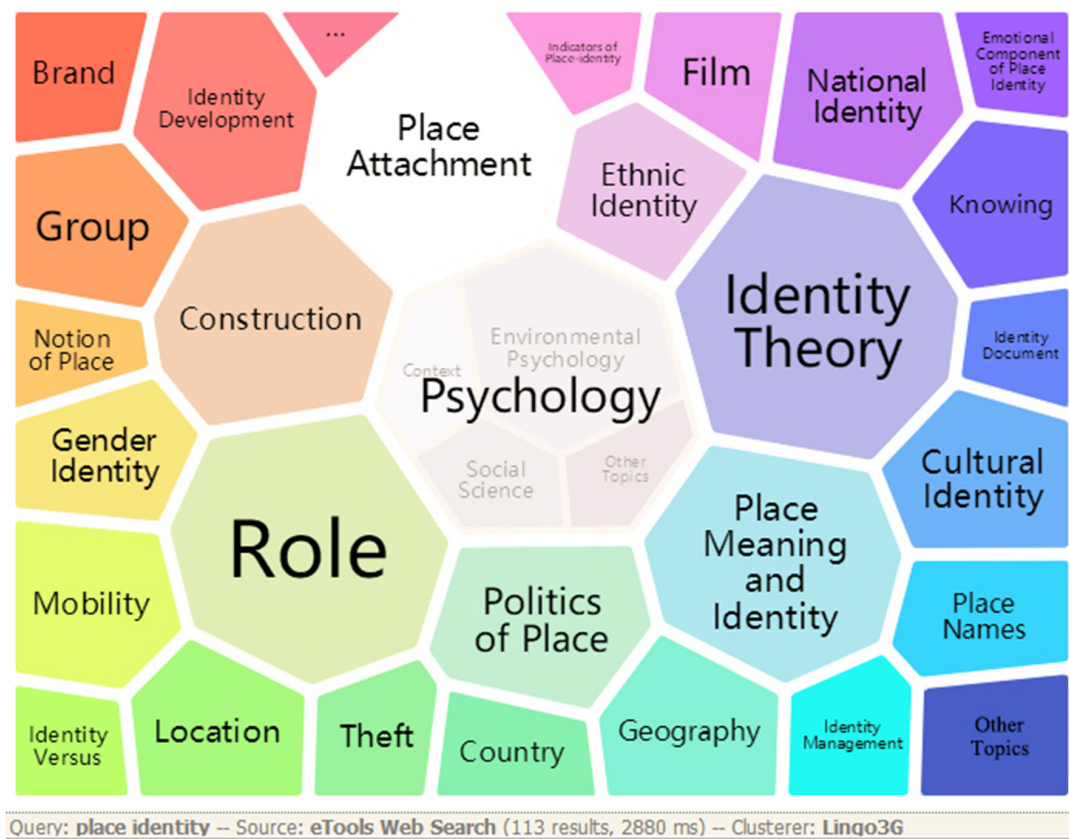 Brand
Identity
Development
...
Place
Attachment
Indicators of
Place-identity
Film
National
Identity
Emotional
Component
of Place
Identity
Group
Ethnic
Identity
Knowing
Construction
Identity
Theory
Notion
of Place
Environmental
Psychology
Context
Psychology
Identity
Document
Gender
Identity
Social
Science
Other
Topics
Cultural
Identity
Role
Place
Meaning
and
Identity
Mobility
Politics
of Place
Place
Names
Identity
Versus
Location
Theft
Country
Geography
Identity
Management
Other
Topics
Query: place identity -- Source: eTools Web Search (113 results, 2880 ms) -- Clusterer: Lingo3G